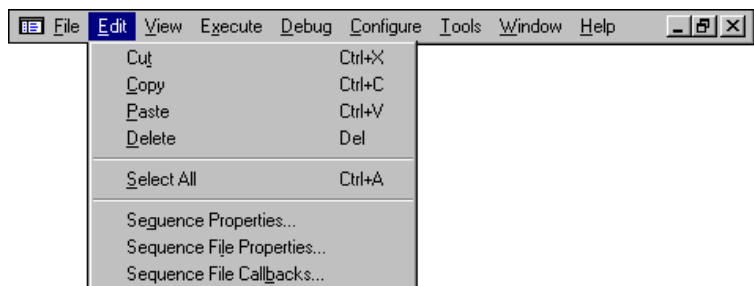 File Edit View Execute Debug Configure Tools Window Help
Cut Ctrl+X
Copy Ctrl+C
Paste Ctrl+V
Delete Del
Select All Ctrl+A
Sequence Properties...
Sequence File Properties...
Sequence File Callbacks...